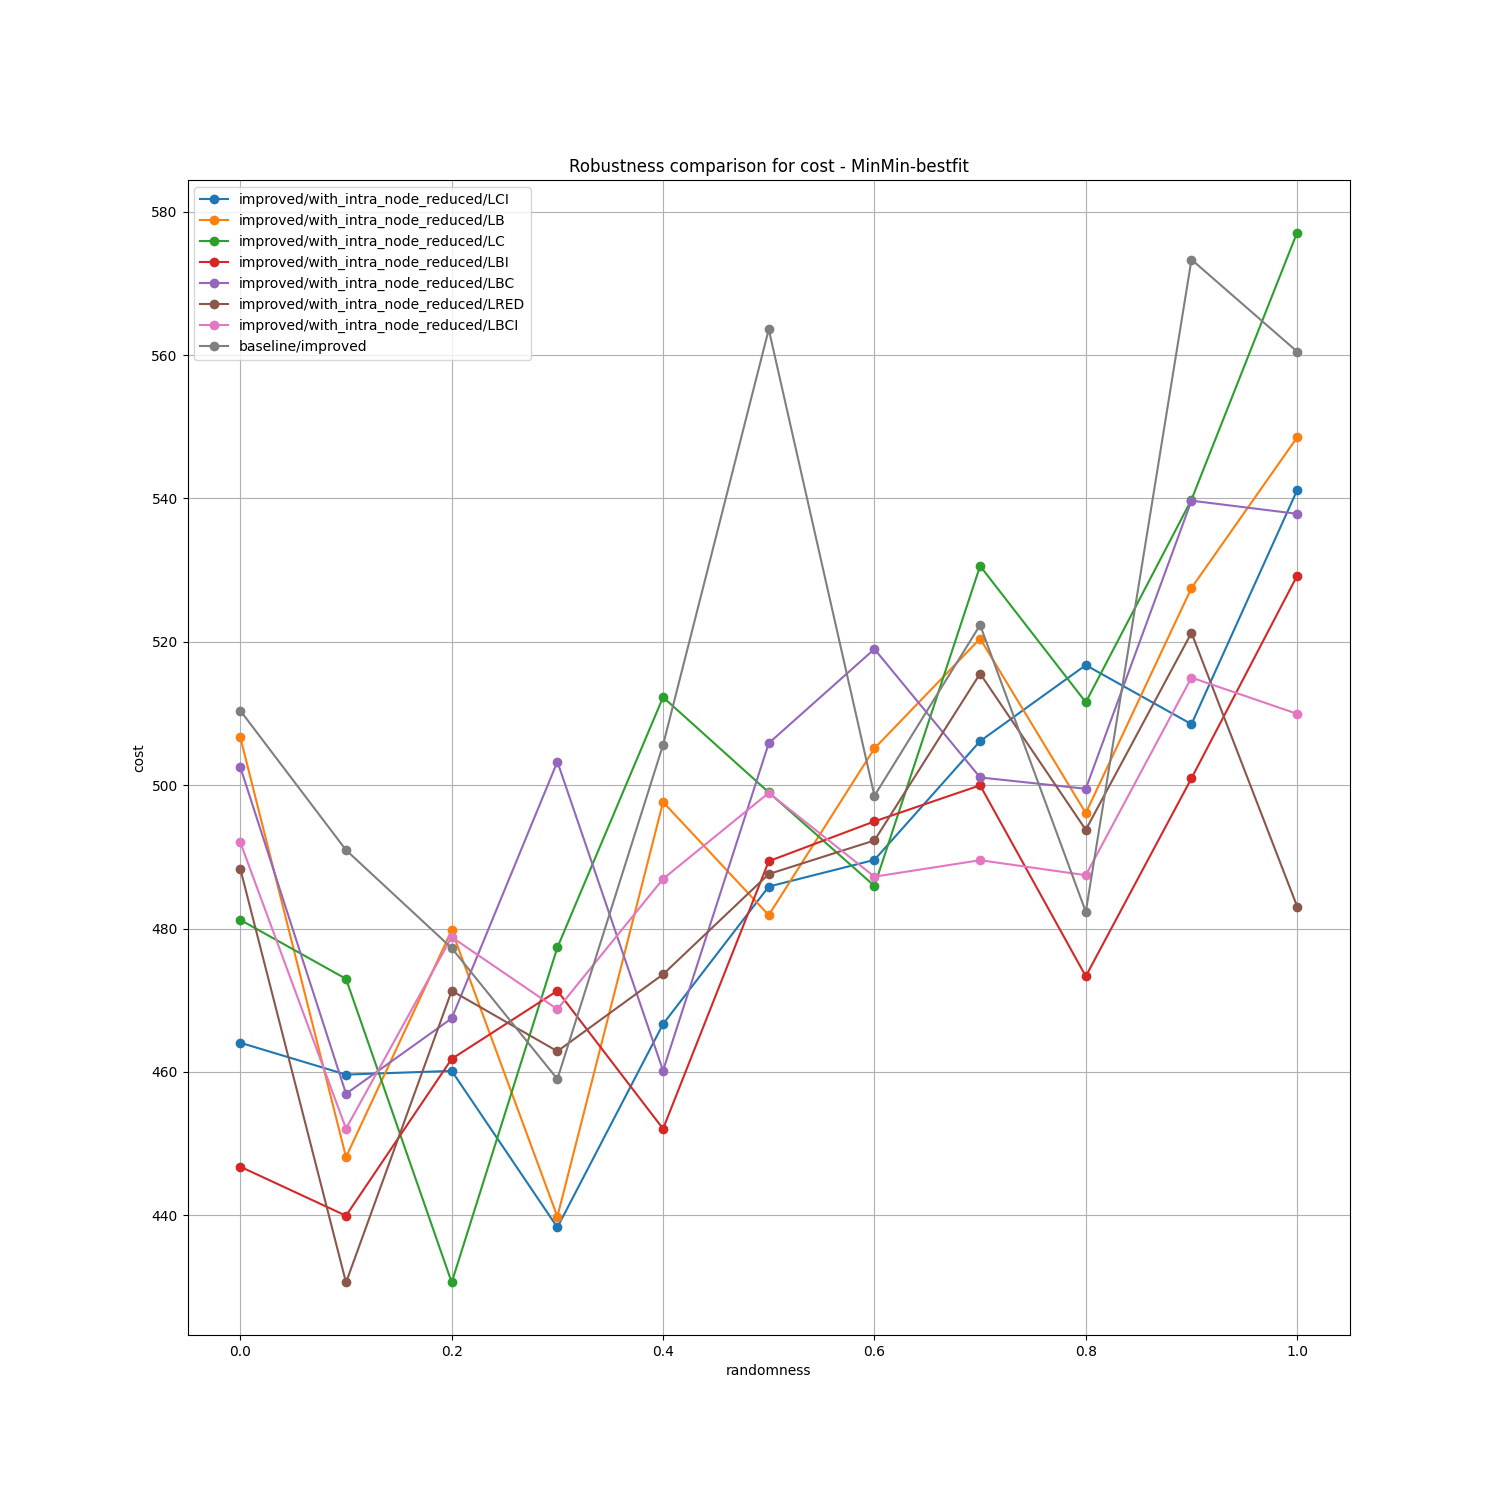 Robustness comparison for cost - MinMin-bestfit
improved/with_intra_node_reduced/LCI
improved/with_intra_node_reduced/LB
improved/with_intra_node_reduced/LC
improved/with_intra_node_reduced/LBI
improved/with_intra_node_reduced/LBC
improved/with_intra_node_reduced/LRED
improved/with_intra_node_reduced/LBCI
baseline/improved
580
560
540
520
500
480
460
440
cost
0.0 0.2 0.4 0.6 0.8 1.0
randomness